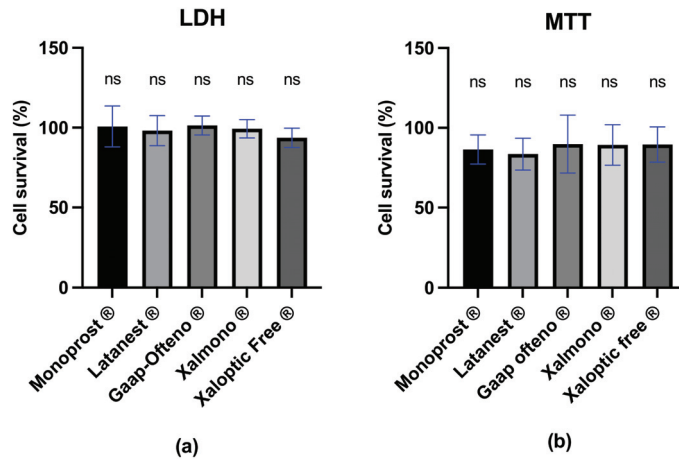 LDH
150
100
50
0
Cell survival (%)
ns ns ns ns ns
Monoprost ®
Latanest ®
Gaap-Ofteno ®
Xalmono ®
Xaloptic Free ®
(a)
MTT
150
100
50
0
Cell survival (%)
ns ns ns ns ns
Monoprost ®
Latanest ®
Gaap ofteno ®
Xalmono ®
Xaloptic free ®
(b)